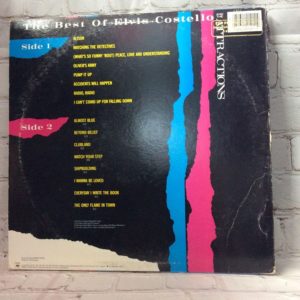 The Best Of Elvis Costello
ATTRACTIONS
Side 1
ALISON
WATCHING THE DETECTIVES
(WHAT'S SO FUNNY 'BOUT) PEACE, LOVE AND UNDERSTANDING
OLIVER'S ARMY
PUMP IT UP
ACCIDENTS WILL HAPPEN
RADIO, RADIO
I CAN'T STAND UP FOR FALLING DOWN
Side 2
ALMOST BLUE
BEYOND BELIEF
CLUBLAND
WATCH YOUR STEP
SHIPBUILDING
I WANNA BE LOVED
EVERYDAY I WRITE THE BOOK
THE ONLY FLAME IN TOWN